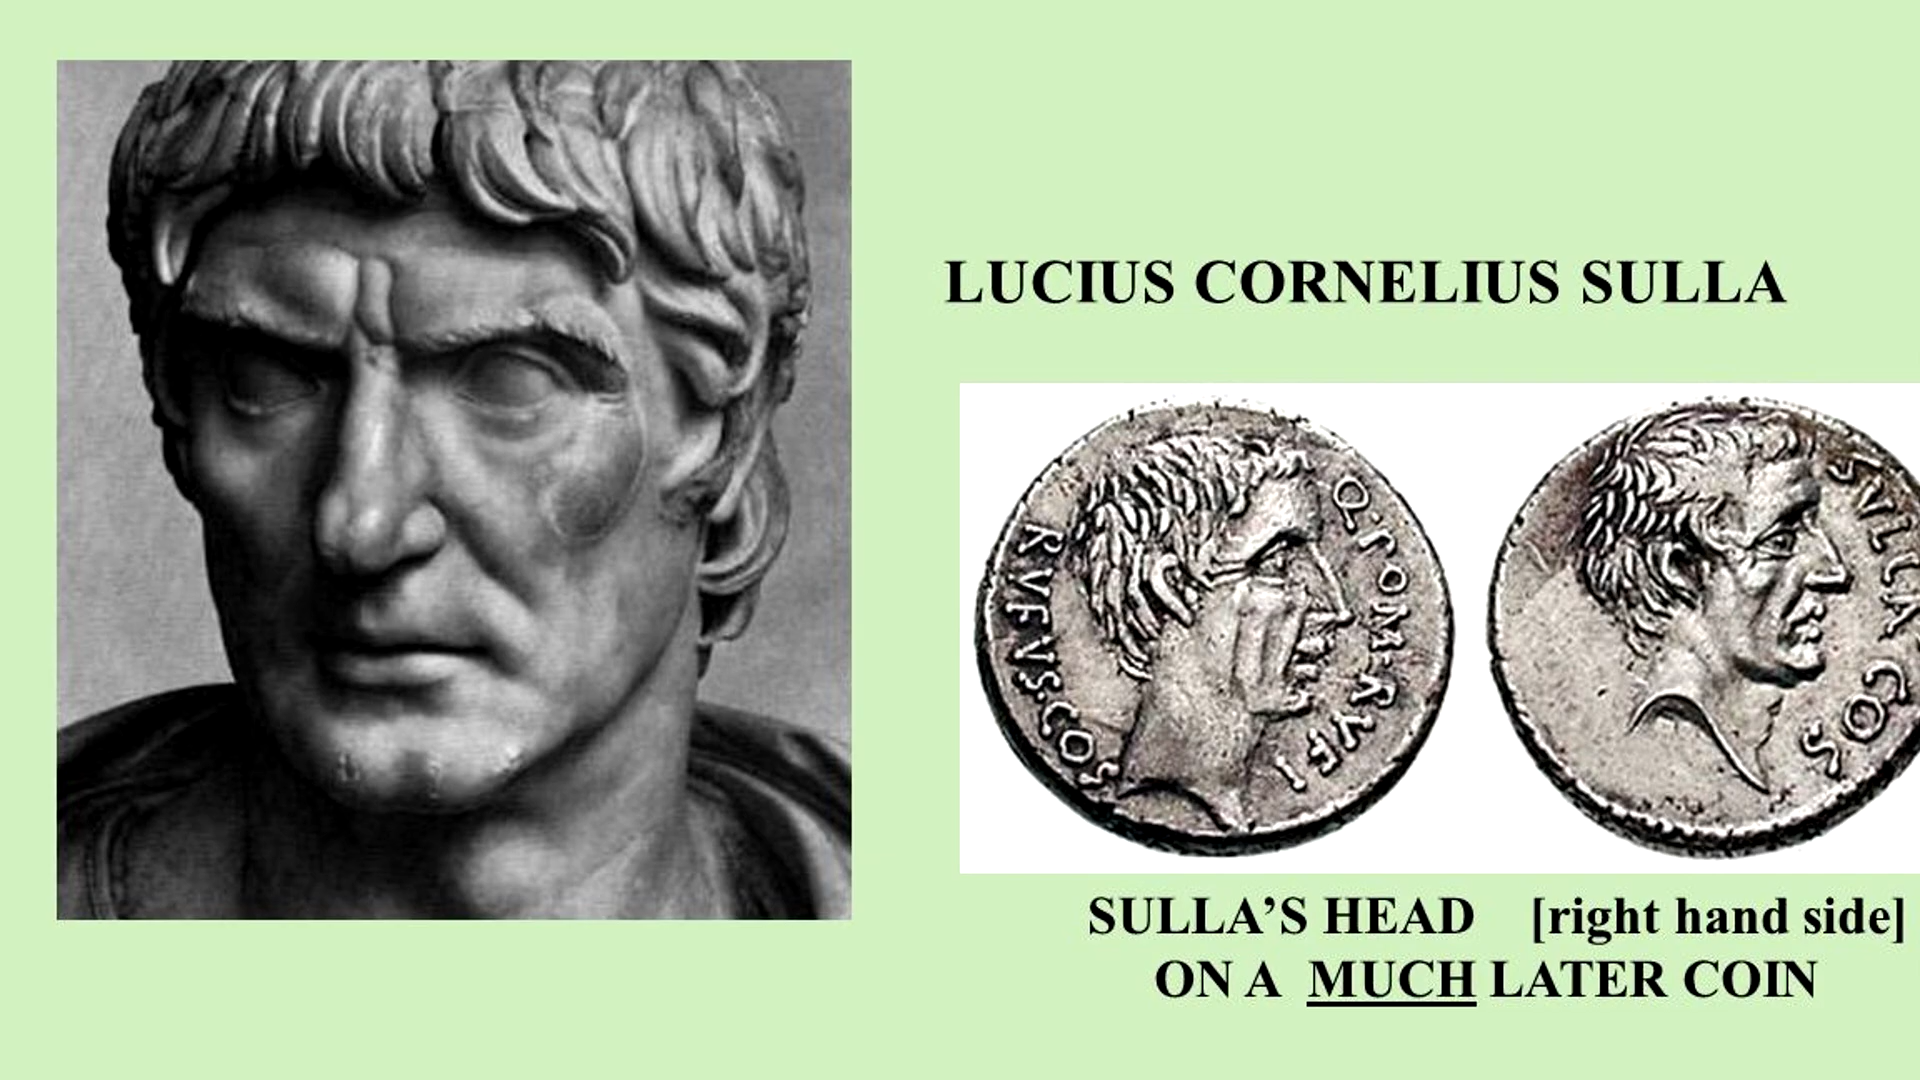 LUCIUS CORNELIUS SULLA
RVFVS·COS
Q·POM·RVFI
SVLLA·COS
SULLA’S HEAD [right hand side]
ON A MUCH LATER COIN